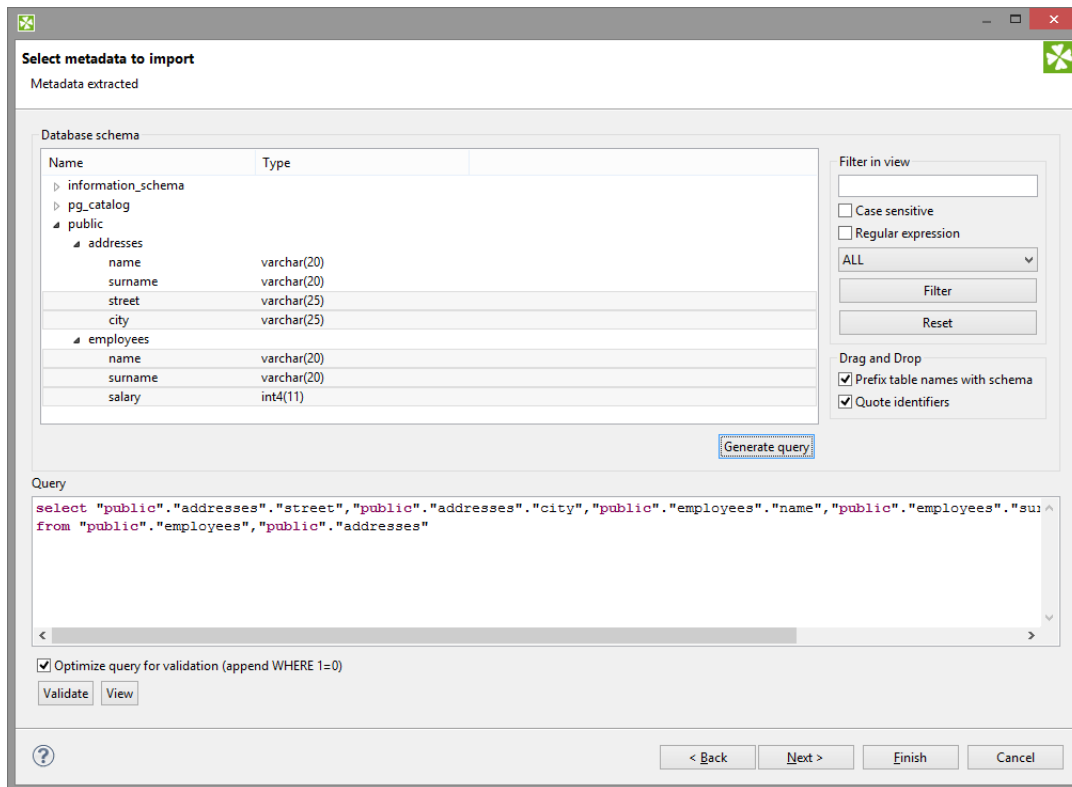 Select metadata to import
Metadata extracted
Database schema
Name Type
information_schema
pg_catalog
public
addresses
name varchar(20)
surname varchar(20)
street varchar(25)
city varchar(25)
employees
name varchar(20)
surname varchar(20)
salary int4(11)
Filter in view
Case sensitive
Regular expression
ALL
Filter
Reset
Drag and Drop
Prefix table names with schema
Quote identifiers
Generate query
Query
select "public"."addresses"."street","public"."addresses"."city","public"."employees"."name","public"."employees"."sur
from "public"."employees","public"."addresses"
Optimize query for validation (append WHERE 1=0)
Validate View
? < Back Next > Finish Cancel